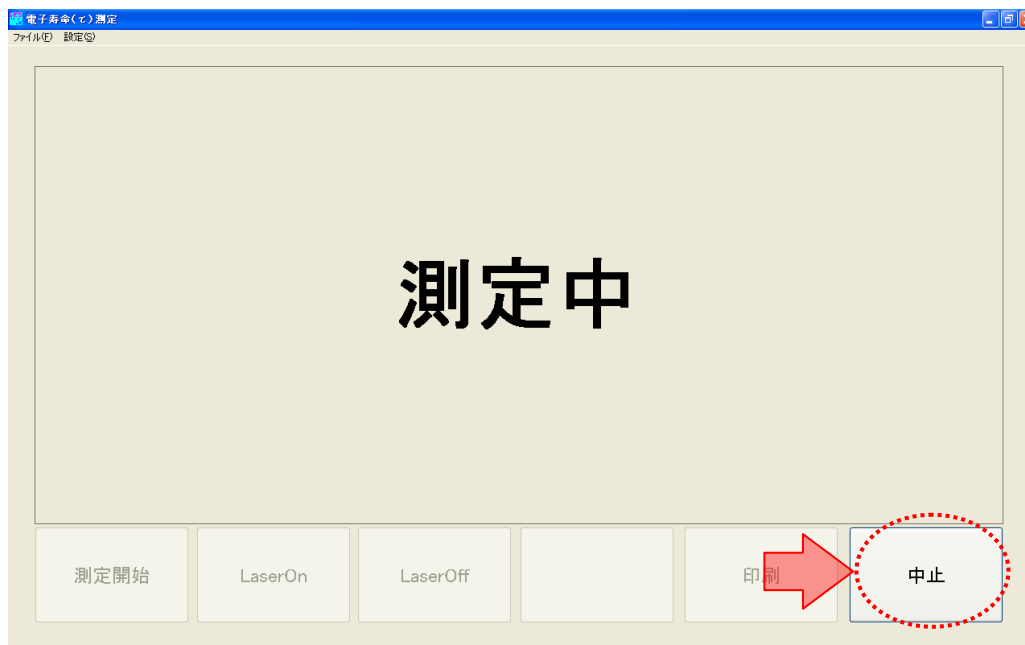 電子寿命(τ)測定
ファイル(F) 設定(S)
測定中
測定開始 LaserOn LaserOff 印刷 中止